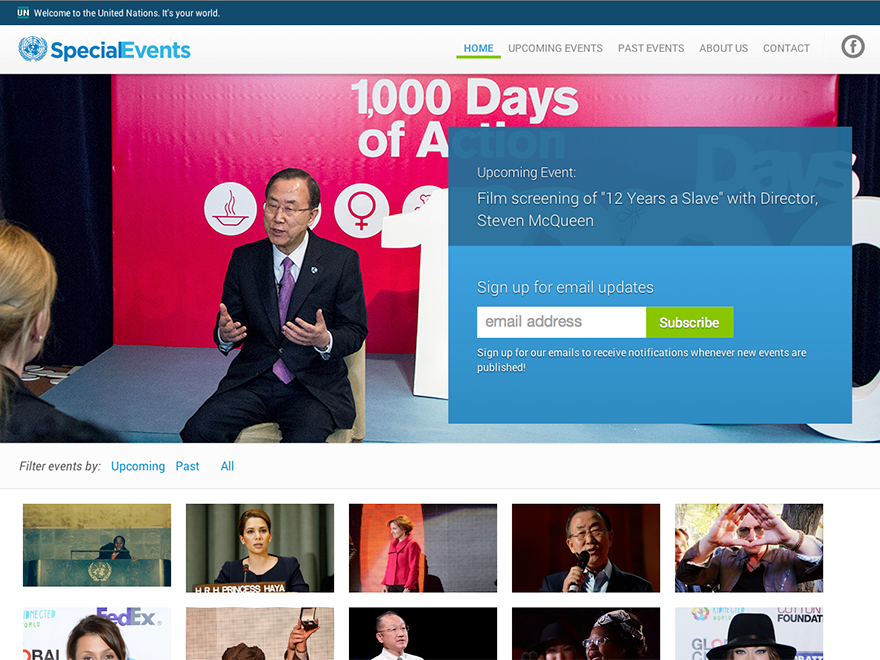 UN Welcome to the United Nations. It's your world.
SpecialEvents
HOME UPCOMING EVENTS PAST EVENTS ABOUT US CONTACT
f
1,000 Days
of Action
Days
Upcoming Event:
Film screening of "12 Years a Slave" with Director,
Steven McQueen
Sign up for email updates
email address Subscribe
Sign up for our emails to receive notifications whenever new events are
published!
Filter events by: Upcoming Past All
H.R.H PRINCESS HAYA
FedEx.
COTTON
FOUNDAT